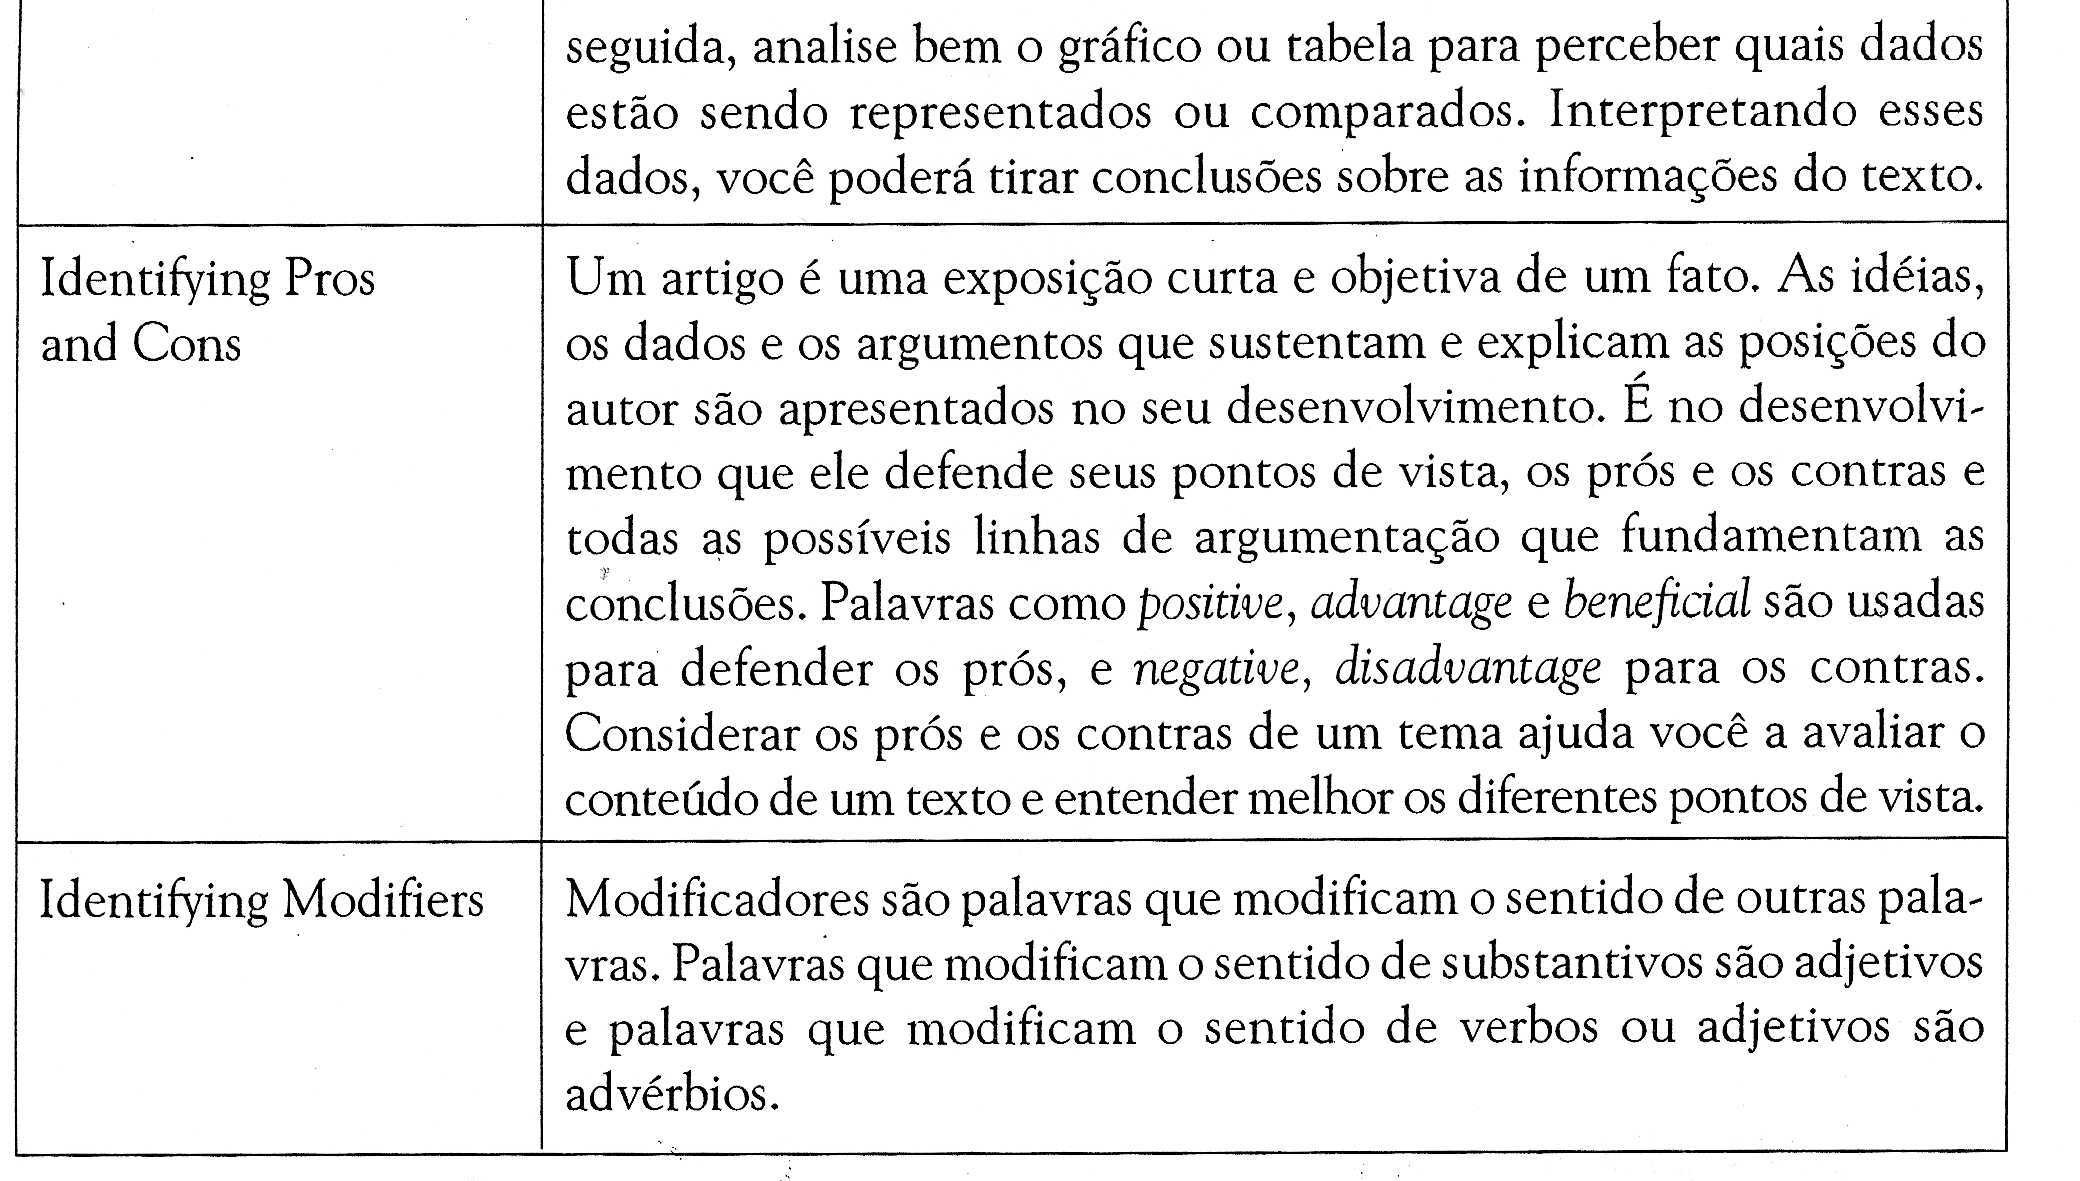 seguida, analise bem o gráfico ou tabela para perceber quais dados
estão sendo representados ou comparados. Interpretando esses
dados, você poderá tirar conclusões sobre as informações do texto.
Identifying Pros
and Cons
Um artigo é uma exposição curta e objetiva de um fato. As idéias,
os dados e os argumentos que sustentam e explicam as posições do
autor são apresentados no seu desenvolvimento. É no desenvolvi-
mento que ele defende seus pontos de vista, os prós e os contras e
todas as possíveis linhas de argumentação que fundamentam as
conclusões. Palavras como positive, advantage e beneficial são usadas
para defender os prós, e negative, disadvantage para os contras.
Considerar os prós e os contras de um tema ajuda você a avaliar o
conteúdo de um texto e entender melhor os diferentes pontos de vista.
Identifying Modifiers
Modificadores são palavras que modificam o sentido de outras pala-
vras. Palavras que modificam o sentido de substantivos são adjetivos
e palavras que modificam o sentido de verbos ou adjetivos são
advérbios.